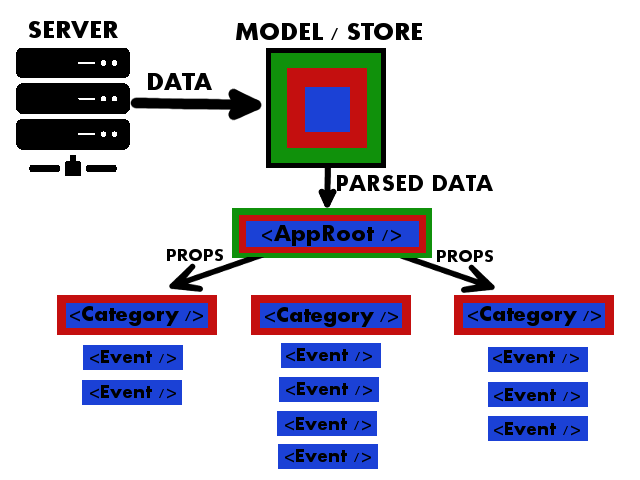 SERVER
MODEL / STORE
DATA
PARSED DATA
<AppRoot />
PROPS
PROPS
<Category />
<Category />
<Category />
<Event />
<Event />
<Event />
<Event />
<Event />
<Event />
<Event />
<Event />
<Event />